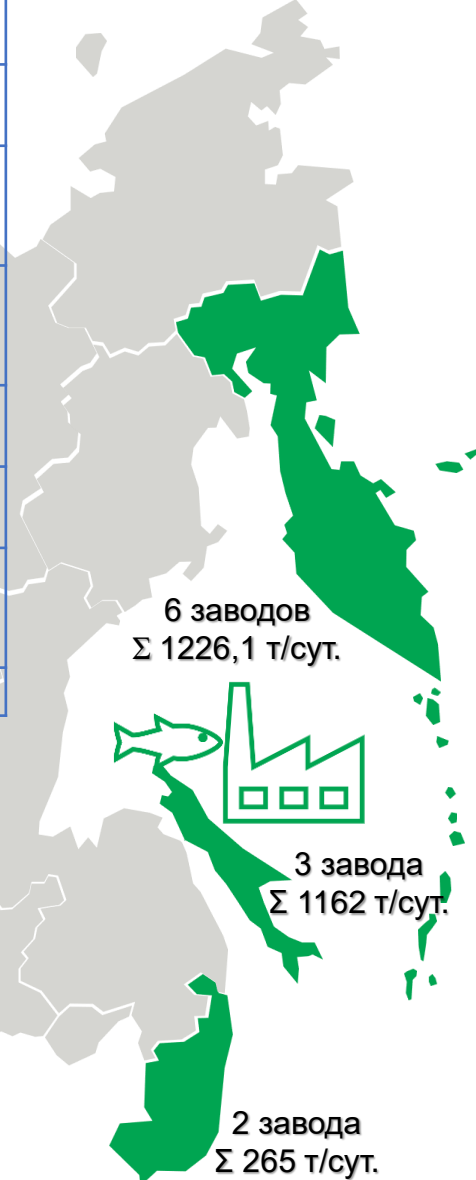 6 заводов
Σ 1226,1 т/сут.
3 завода
Σ 1162 т/сут.
2 завода
Σ 265 т/сут.